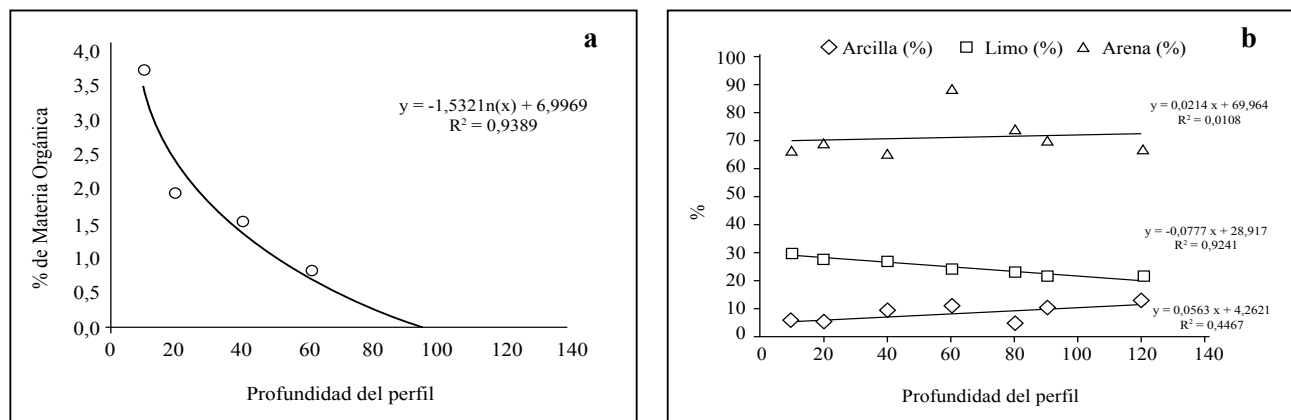 a
4,0
3,5
3,0
2,5
2,0
1,5
1,0
0,5
0,0
% de Materia Orgánica
y = -1,5321n(x) + 6,9969
R² = 0,9389
0 20 40 60 80 100 120 140
Profundidad del perfil
b
Arcilla (%) Limo (%) Arena (%)
100
90
80
70
60
50
40
30
20
10
0
%
y = 0,0214 x + 69,964
R² = 0,0108
y = -0,0777 x + 28,917
R² = 0,9241
y = 0,0563 x + 4,2621
R² = 0,4467
0 20 40 60 80 100 120 140
Profundidad del perfil